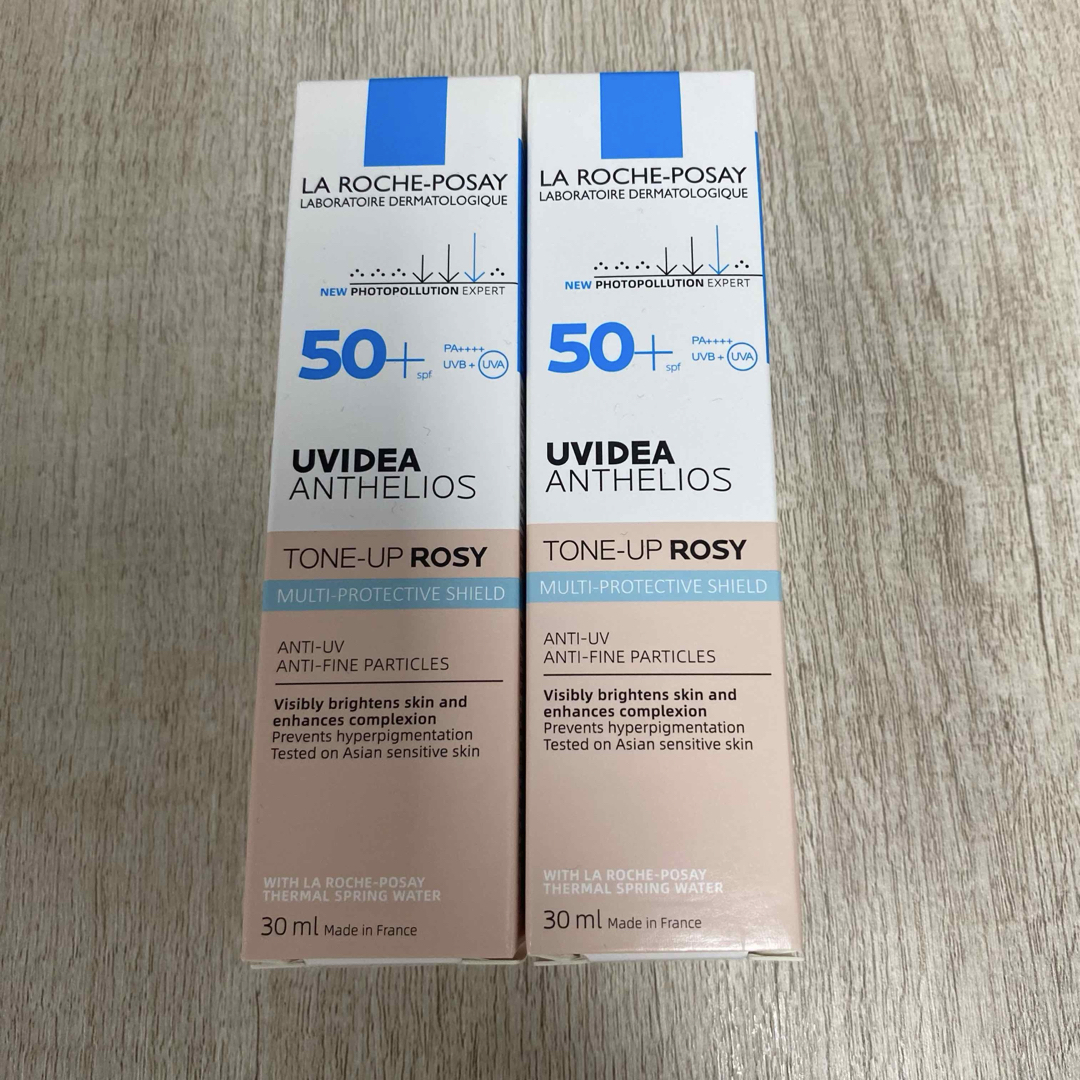 LA ROCHE-POSAY
LABORATOIRE DERMATOLOGIQUE
NEW PHOTOPOLLUTION EXPERT
50+ spf
PA++++
UVB + UVA
UVIDEA
ANTHELIOS
TONE-UP ROSY
MULTI-PROTECTIVE SHIELD
ANTI-UV
ANTI-FINE PARTICLES
Visibly brightens skin and
enhances complexion
Prevents hyperpigmentation
Tested on Asian sensitive skin
WITH LA ROCHE-POSAY
THERMAL SPRING WATER
30 ml Made in France
LA ROCHE-POSAY
LABORATOIRE DERMATOLOGIQUE
NEW PHOTOPOLLUTION EXPERT
50+ spf
PA++++
UVB + UVA
UVIDEA
ANTHELIOS
TONE-UP ROSY
MULTI-PROTECTIVE SHIELD
ANTI-UV
ANTI-FINE PARTICLES
Visibly brightens skin and
enhances complexion
Prevents hyperpigmentation
Tested on Asian sensitive skin
WITH LA ROCHE-POSAY
THERMAL SPRING WATER
30 ml Made in France